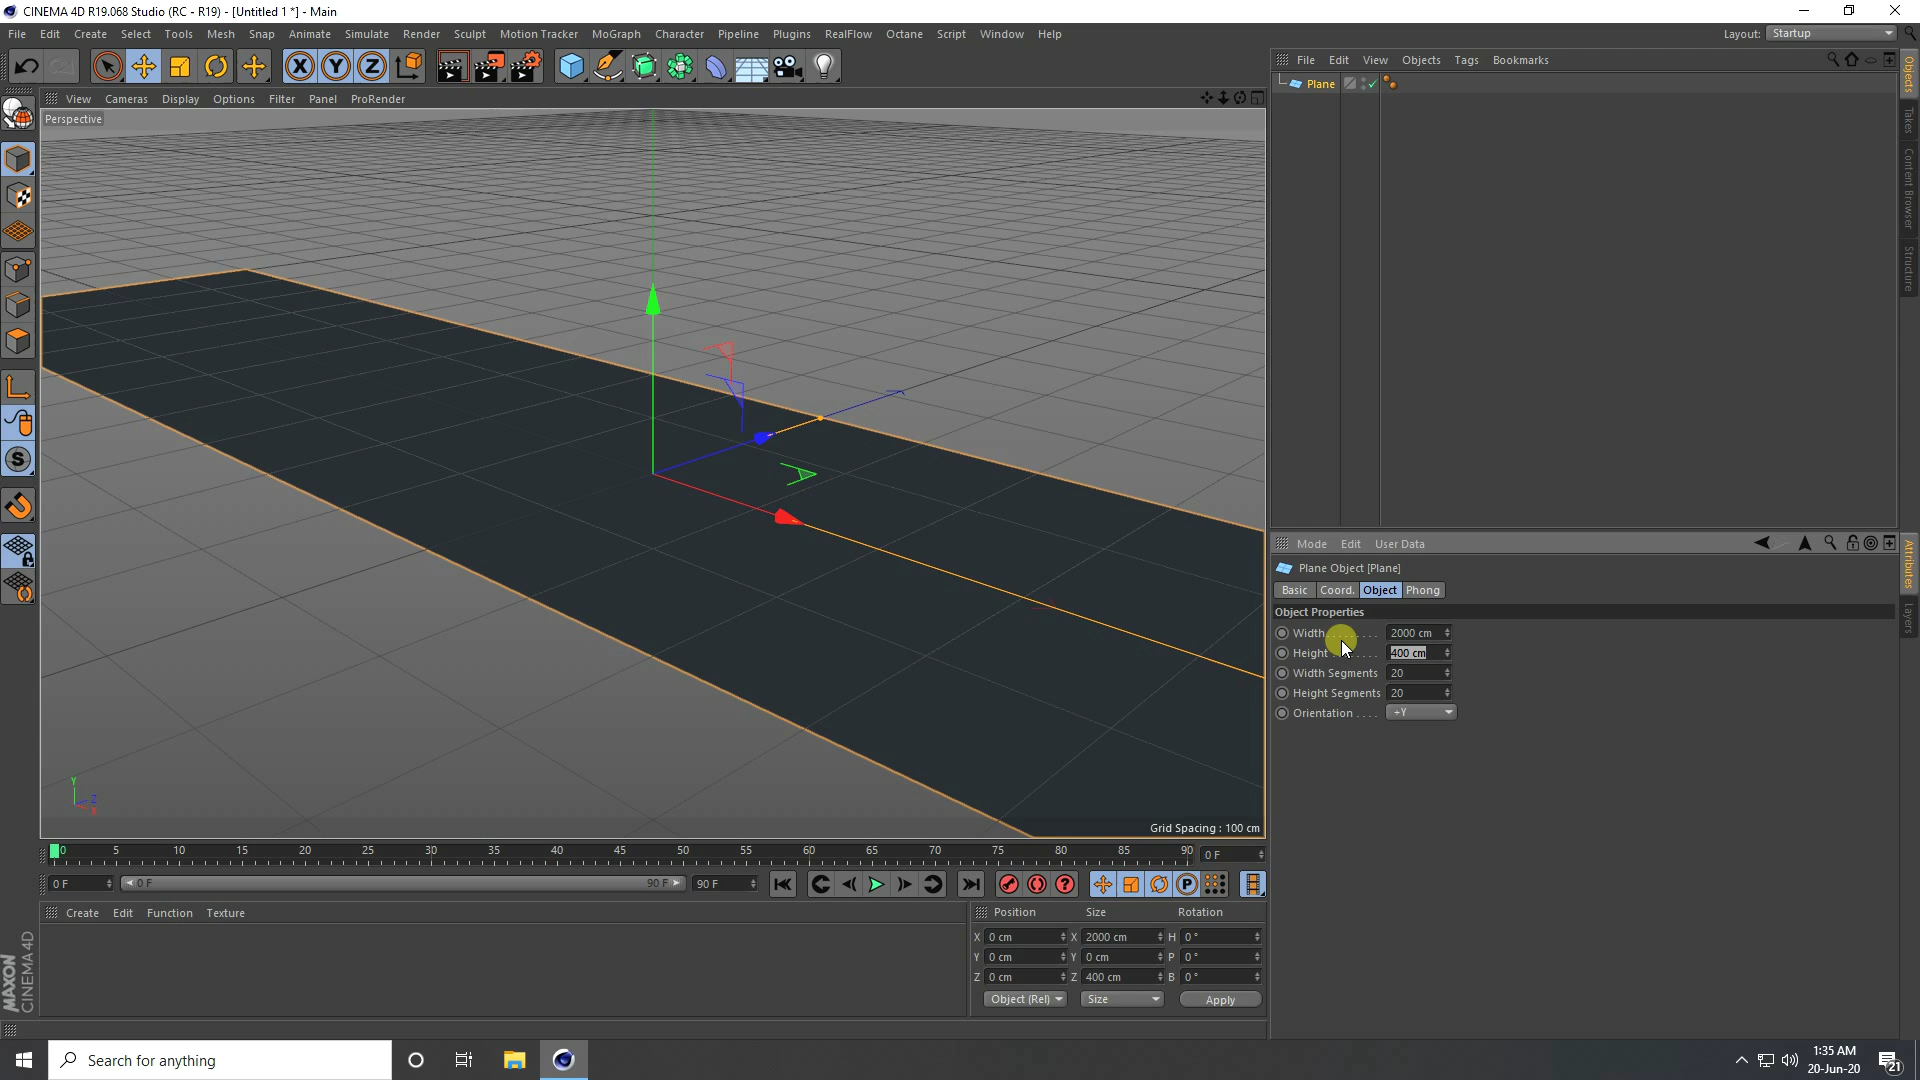 CINEMA 4D R19.068 Studio (RC - R19) - [Untitled 1 *] - Main
File Edit Create Select Tools Mesh Snap Animate Simulate Render Sculpt Motion Tracker MoGraph Character Pipeline Plugins RealFlow Octane Script Window Help Layout: Startup
File Edit View Objects Tags Bookmarks
Plane
View Cameras Display Options Filter Panel ProRender
Perspective
Objects
Takes
Content Browser
Structure
Mode Edit User Data
Plane Object [Plane]
Basic Coord. Object Phong
Object Properties
Width 2000 cm
Height 400 cm
Width Segments 20
Height Segments 20
Orientation +Y
Attributes
Layers
Y
Z
X
Grid Spacing : 100 cm
0 5 10 15 20 25 30 35 40 45 50 55 60 65 70 75 80 85 90 0 F
0 F 0 F 90 F 90 F
Create Edit Function Texture
Position Size Rotation
X 0 cm X 2000 cm H 0 °
Y 0 cm Y 0 cm P 0 °
Z 0 cm Z 400 cm B 0 °
Object (Rel) Size Apply
MAXON
CINEMA 4D
Search for anything
1:35 AM
20-Jun-20
21